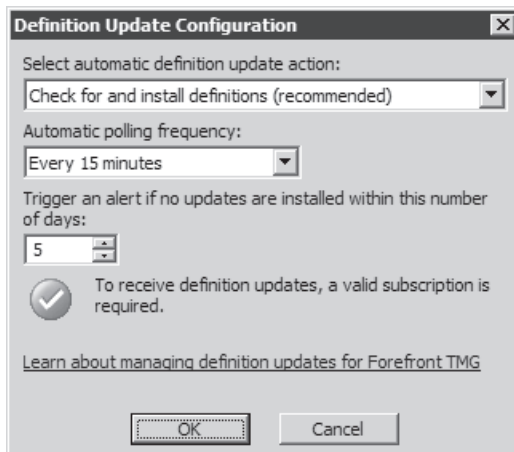 Definition Update Configuration
Select automatic definition update action:
Check for and install definitions (recommended)
Automatic polling frequency:
Every 15 minutes
Trigger an alert if no updates are installed within this number
of days:
5
To receive definition updates, a valid subscription is
required.
Learn about managing definition updates for Forefront TMG
OK Cancel